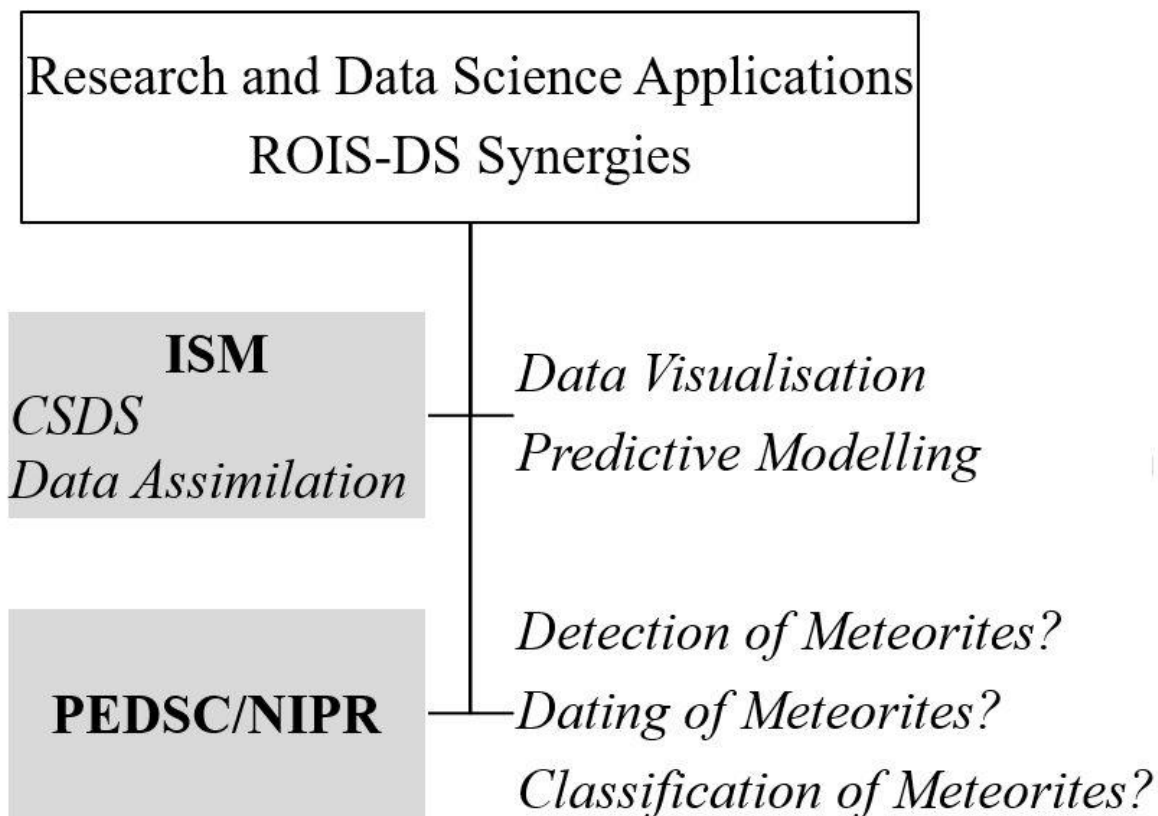 Research and Data Science Applications
ROIS-DS Synergies
ISM
CSDS
Data Assimilation
Data Visualisation
Predictive Modelling
PEDSC/NIPR
Detection of Meteorites?
Dating of Meteorites?
Classification of Meteorites?